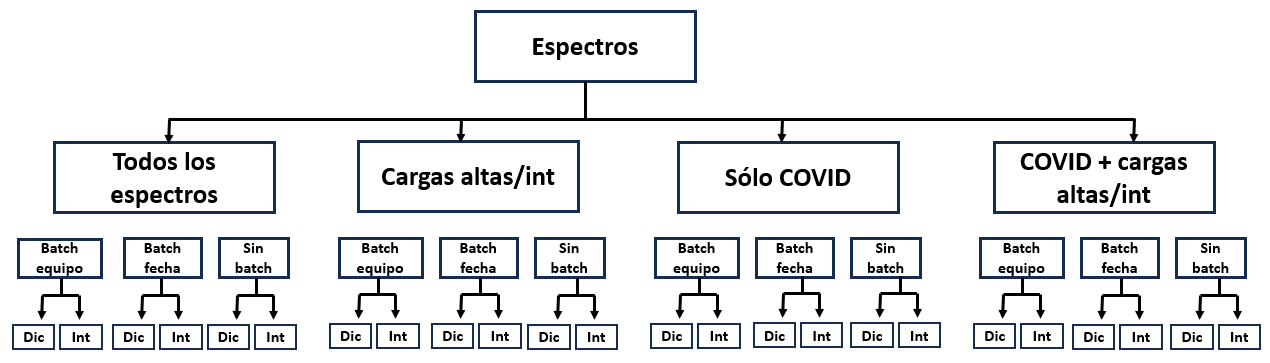 Espectros
Todos los
espectros
Cargas altas/int
Sólo COVID
COVID + cargas
altas/int
Batch
equipo
Batch
fecha
Sin
batch
Batch
equipo
Batch
fecha
Sin
batch
Batch
equipo
Batch
fecha
Sin
batch
Batch
equipo
Batch
fecha
Sin
batch
Dic
Int
Dic
Int
Dic
Int
Dic
Int
Dic
Int
Dic
Int
Dic
Int
Dic
Int
Dic
Int
Dic
Int
Dic
Int
Dic
Int